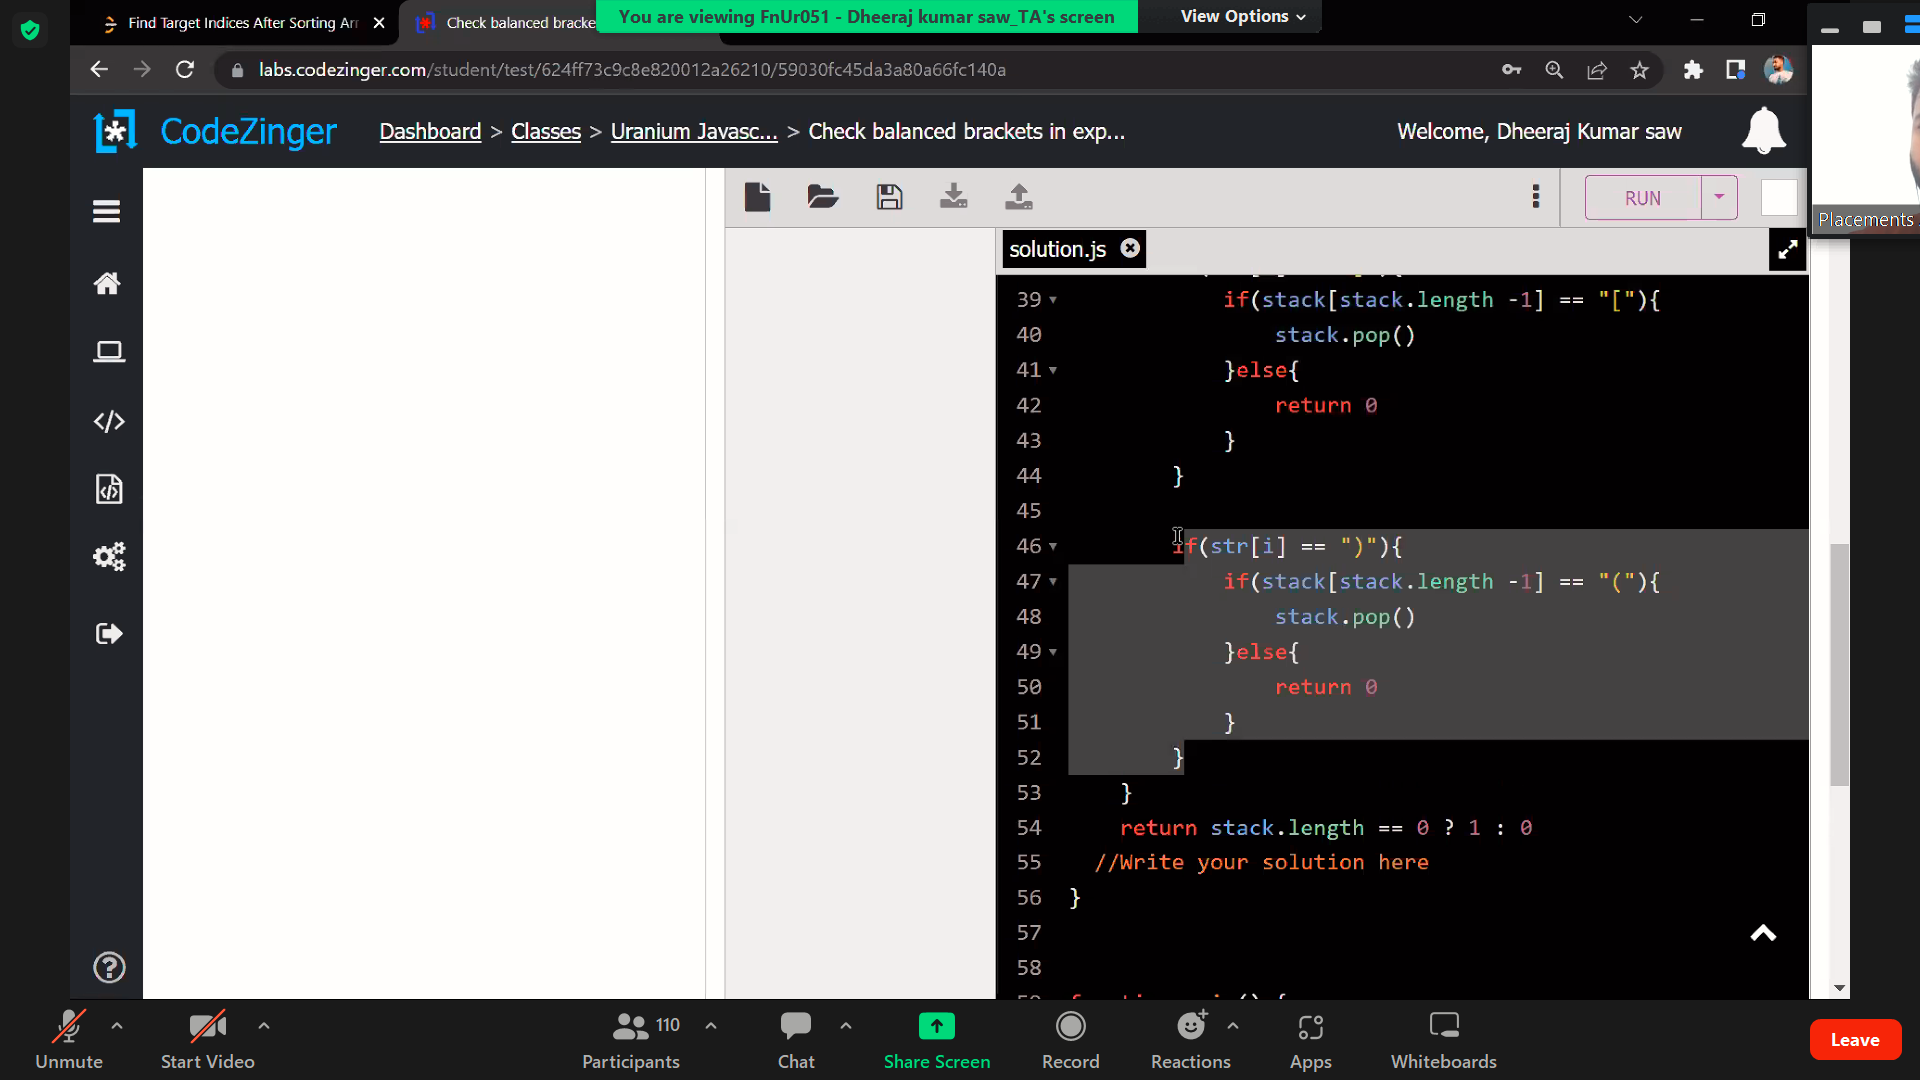 Find Target Indices After Sorting Arr
Check balanced bracke
You are viewing FnUr051 - Dheeraj kumar saw_TA's screen
View Options
labs.codezinger.com/student/test/624ff73c9c8e820012a26210/59030fc45da3a80a66fc140a
CodeZinger
Dashboard > Classes > Uranium Javasc... > Check balanced brackets in exp...
Welcome, Dheeraj Kumar saw
RUN
Placements
solution.js
39 if(stack[stack.length -1] == "["){
40 stack.pop()
41 }else{
42 return 0
43 }
44 }
45
46 if(str[i] == ")"){
47 if(stack[stack.length -1] == "("){
48 stack.pop()
49 }else{
50 return 0
51 }
52 }
53 }
54 return stack.length == 0 ? 1 : 0
55 //Write your solution here
56 }
57
58
Unmute
Start Video
110
Participants
Chat
Share Screen
Record
Reactions
Apps
Whiteboards
Leave